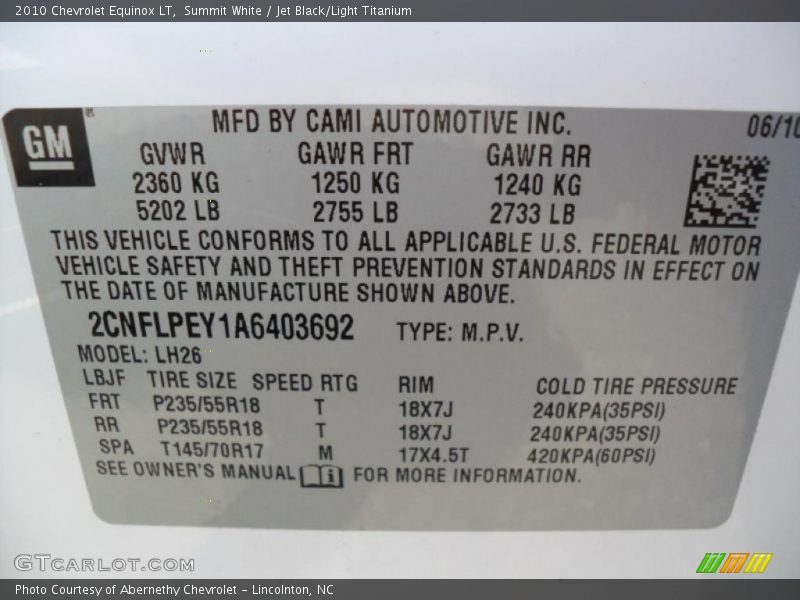 2010 Chevrolet Equinox LT, Summit White / Jet Black/Light Titanium
GM
MFD BY CAMI AUTOMOTIVE INC. 06/10
GVWR GAWR FRT GAWR RR
2360 KG 1250 KG 1240 KG
5202 LB 2755 LB 2733 LB
THIS VEHICLE CONFORMS TO ALL APPLICABLE U.S. FEDERAL MOTOR
VEHICLE SAFETY AND THEFT PREVENTION STANDARDS IN EFFECT ON
THE DATE OF MANUFACTURE SHOWN ABOVE.
2CNFLPEY1A6403692 TYPE: M.P.V.
MODEL: LH26
LBJF TIRE SIZE SPEED RTG RIM COLD TIRE PRESSURE
FRT P235/55R18 T 18X7J 240KPA(35PSI)
RR P235/55R18 T 18X7J 240KPA(35PSI)
SPA T145/70R17 M 17X4.5T 420KPA(60PSI)
SEE OWNER'S MANUAL FOR MORE INFORMATION.
GTCARLOT.COM
Photo Courtesy of Abernethy Chevrolet – Lincolnton, NC